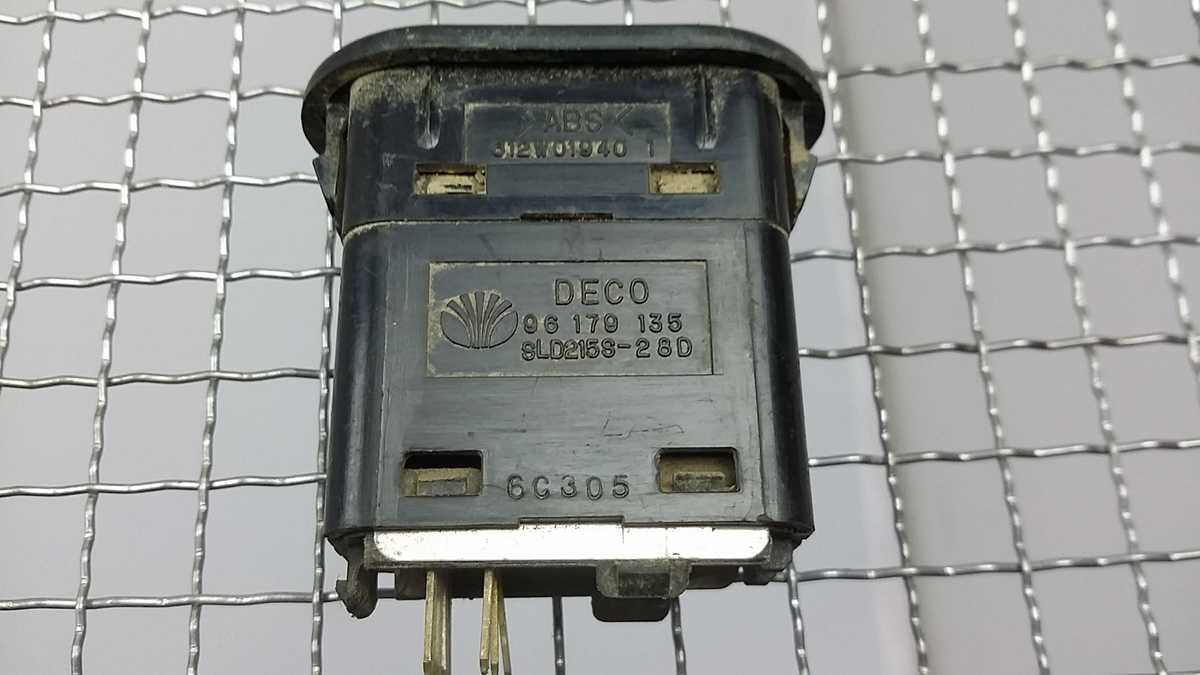 >ABS<
312W01940 1
DECO
96 179 135
SLD215S-28D
6C305